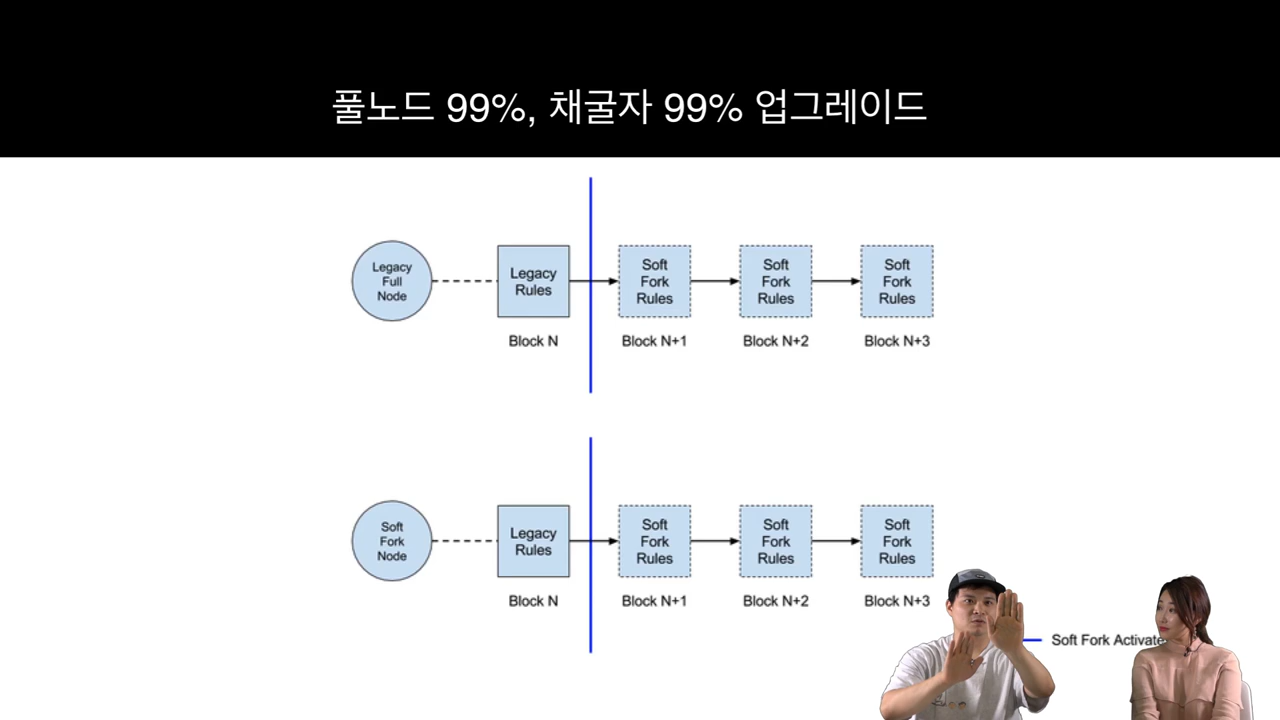 풀노드 99%, 채굴자 99% 업그레이드
Legacy
Full
Node
Legacy
Rules
Soft
Fork
Rules
Soft
Fork
Rules
Soft
Fork
Rules
Block N
Block N+1
Block N+2
Block N+3
Soft
Fork
Node
Legacy
Rules
Soft
Fork
Rules
Soft
Fork
Rules
Soft
Fork
Rules
Block N
Block N+1
Block N+2
Block N+3
Soft Fork Activate